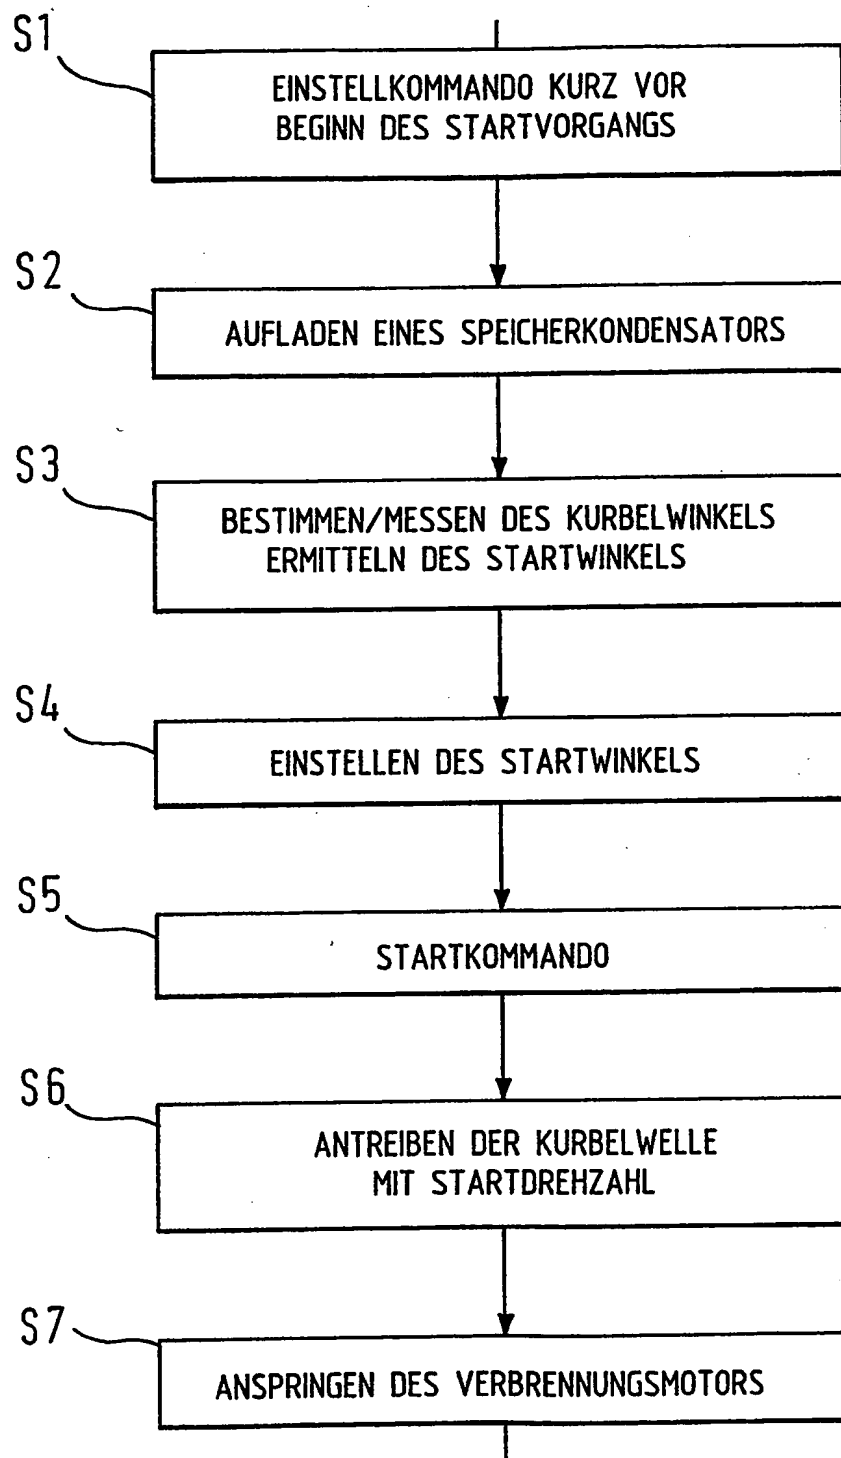 S1
EINSTELLKOMMANDO KURZ VOR
BEGINN DES STARTVORGANGS
S2
AUFLADEN EINES SPEICHERKONDENSATORS
S3
BESTIMMEN/MESSEN DES KURBELWINKELS
ERMITTELN DES STARTWINKELS
S4
EINSTELLEN DES STARTWINKELS
S5
STARTKOMMANDO
S6
ANTREIBEN DER KURBELWELLE
MIT STARTDREHZAHL
S7
ANSPRINGEN DES VERBRENNUNGSMOTORS